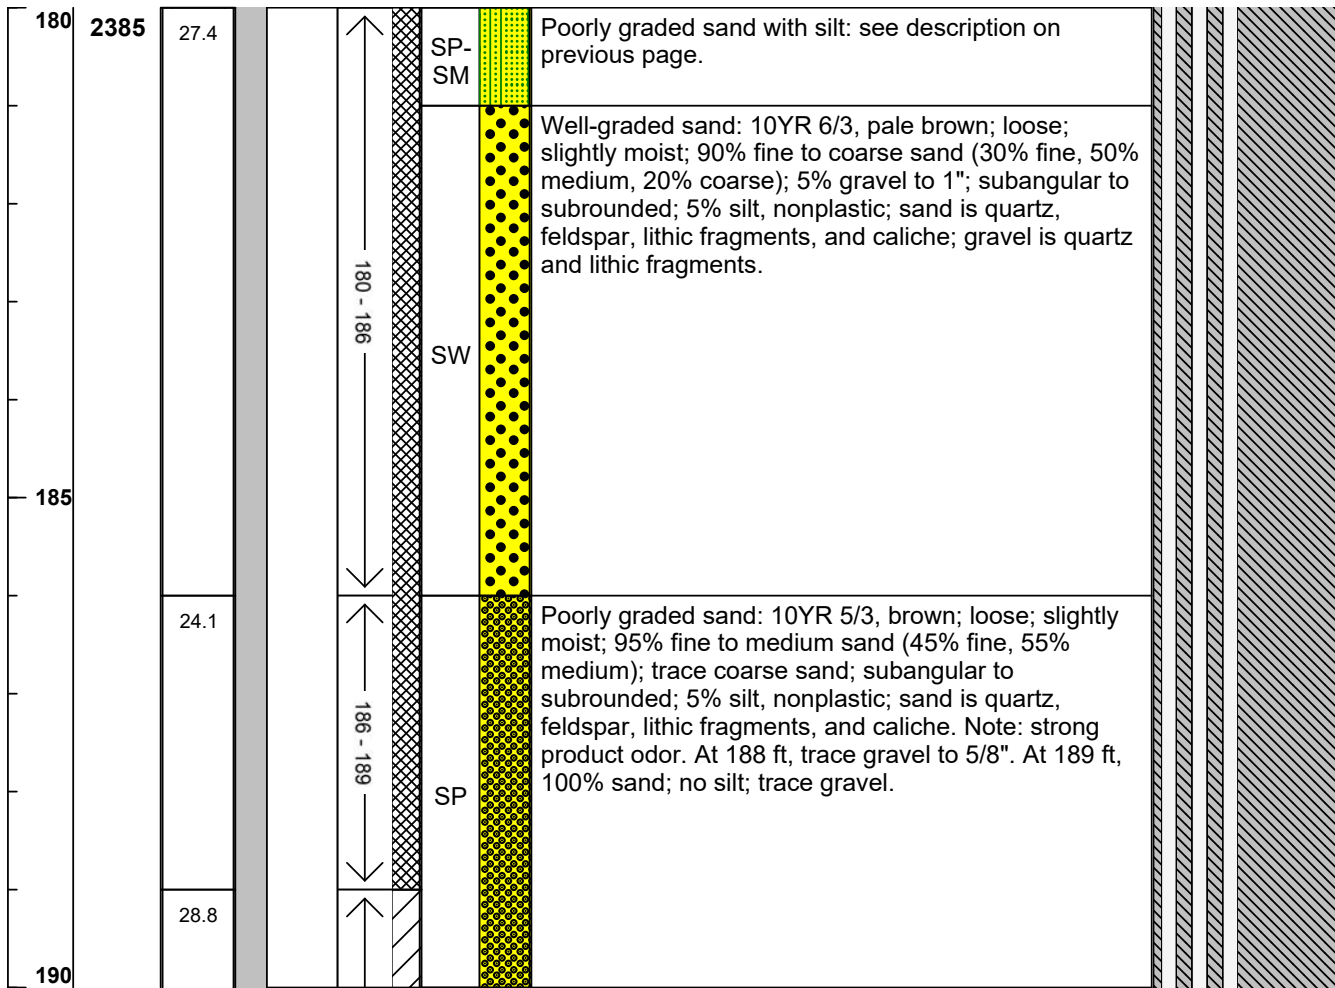 180
2385
27.4
SP-
SM
Poorly graded sand with silt: see description on
previous page.
Well-graded sand: 10YR 6/3, pale brown; loose;
slightly moist; 90% fine to coarse sand (30% fine, 50%
medium, 20% coarse); 5% gravel to 1"; subangular to
subrounded; 5% silt, nonplastic; sand is quartz,
feldspar, lithic fragments, and caliche; gravel is quartz
and lithic fragments.
180 - 186
SW
185
24.1
Poorly graded sand: 10YR 5/3, brown; loose; slightly
moist; 95% fine to medium sand (45% fine, 55%
medium); trace coarse sand; subangular to
subrounded; 5% silt, nonplastic; sand is quartz,
feldspar, lithic fragments, and caliche. Note: strong
product odor. At 188 ft, trace gravel to 5/8". At 189 ft,
100% sand; no silt; trace gravel.
186 - 189
SP
28.8
190